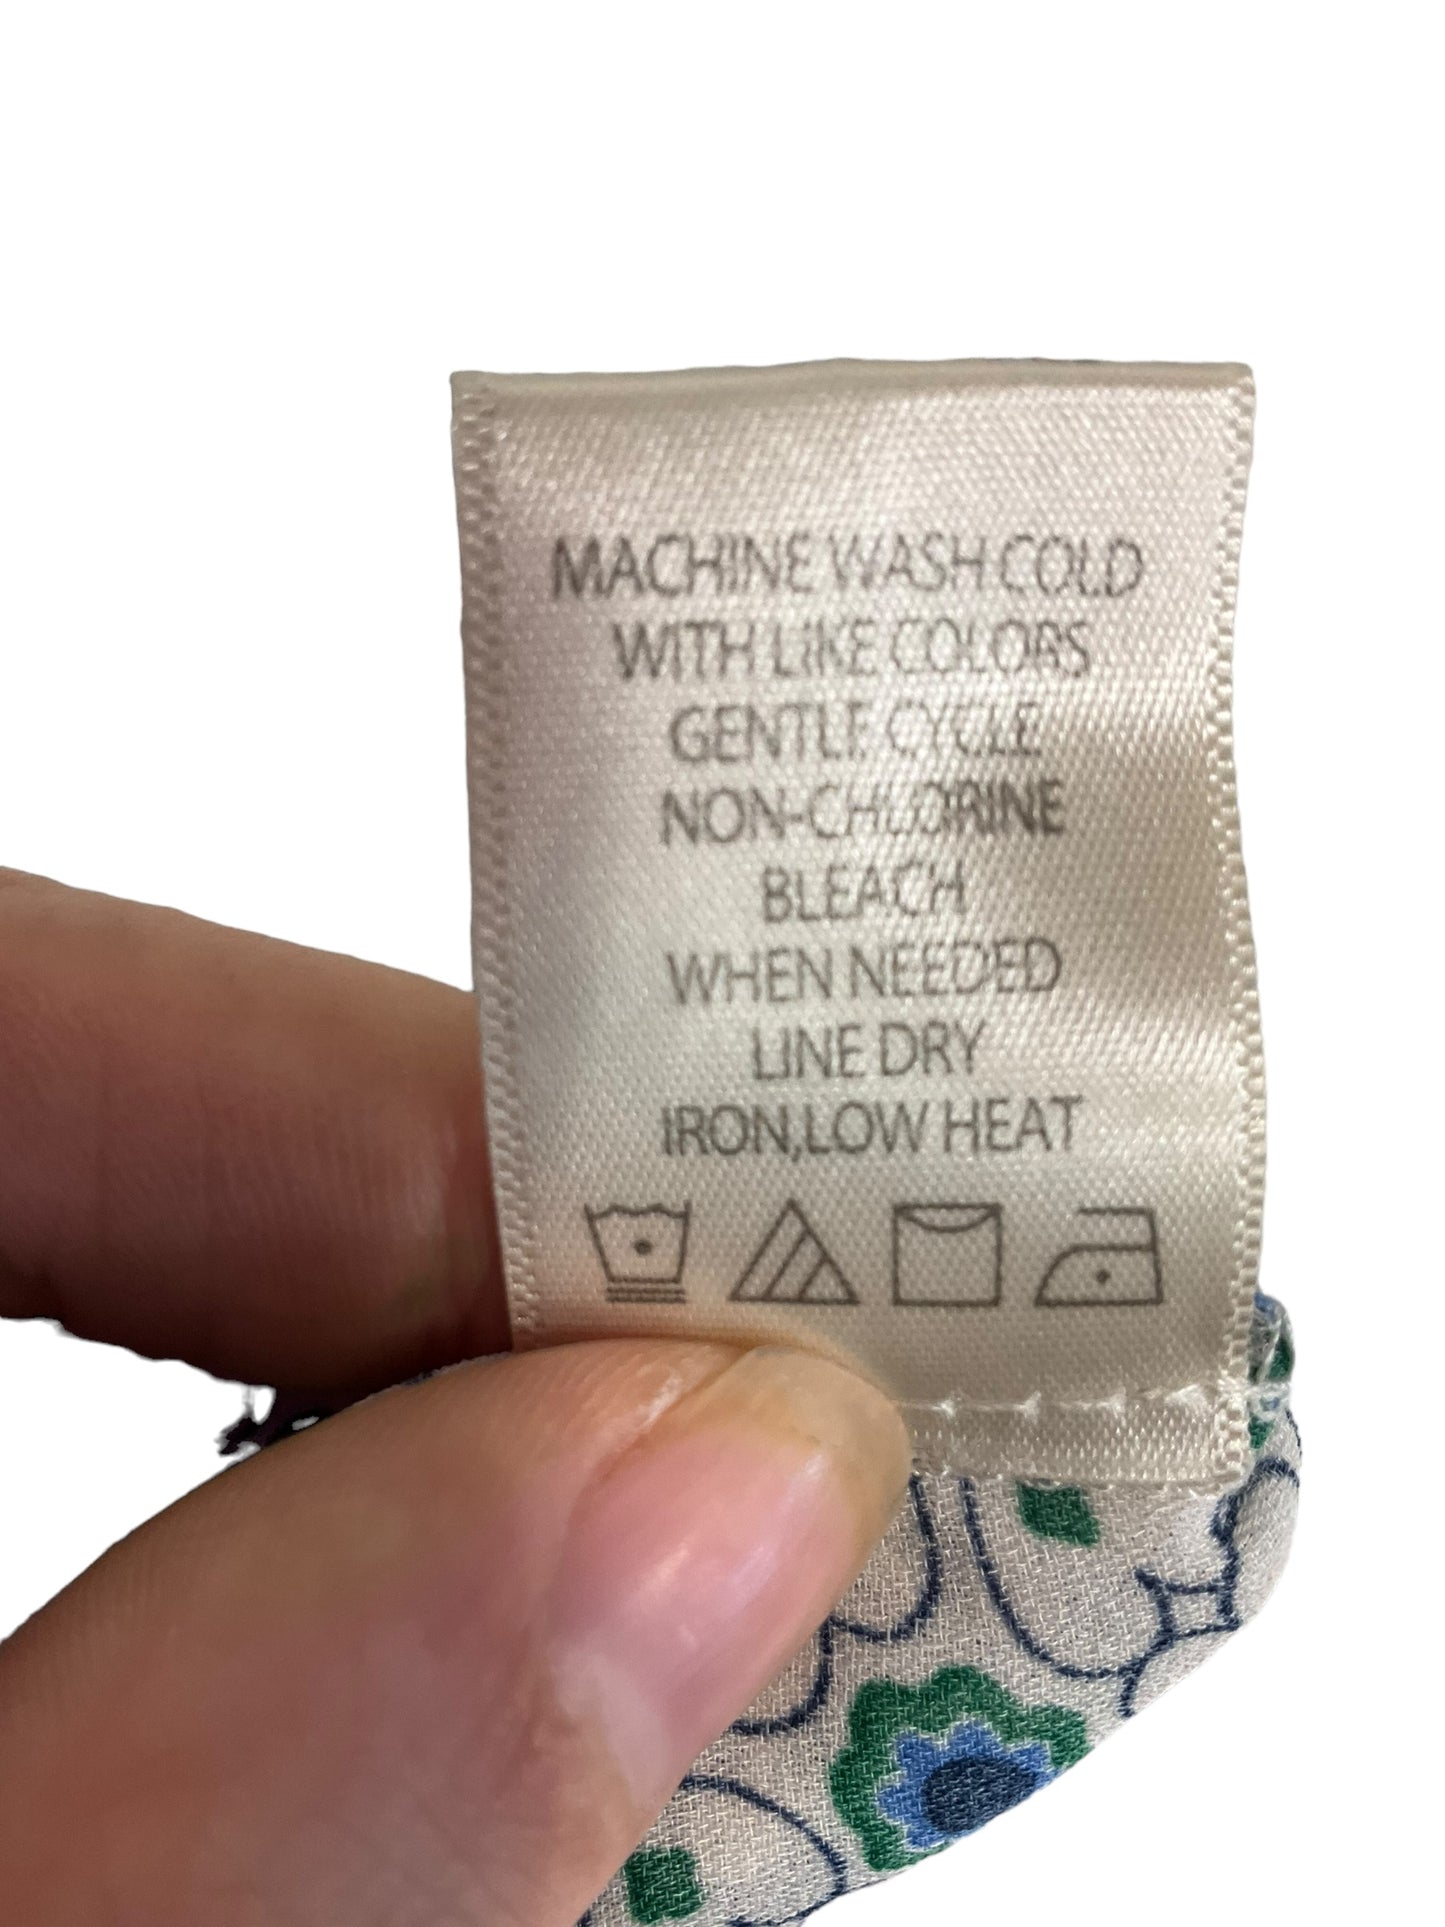 MACHINE WASH COLD
WITH LIKE COLORS
GENTLE CYCLE
NON-CHLORINE
BLEACH
WHEN NEEDED
LINE DRY
IRON,LOW HEAT